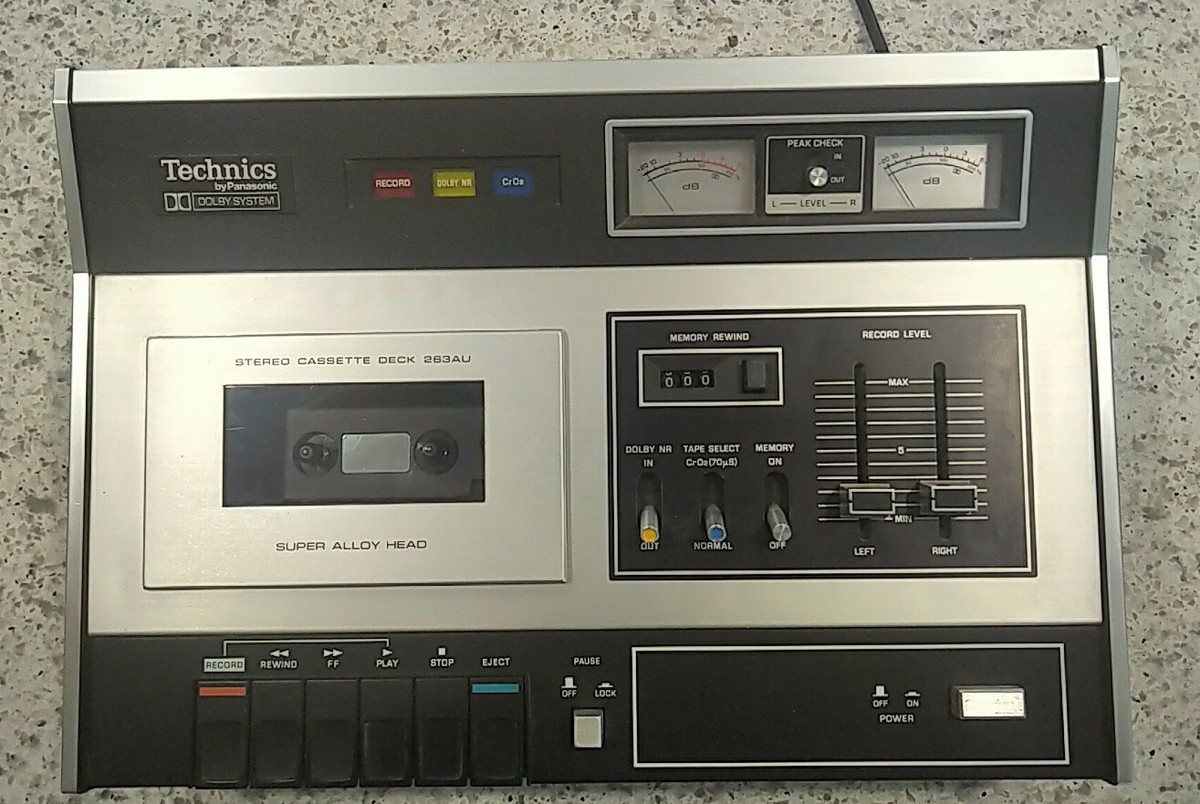 Technics
by Panasonic
DOLBY SYSTEM
RECORD
DOLBY NR
CrO2
dB
PEAK CHECK
IN
OUT
L LEVEL R
dB
STEREO CASSETTE DECK 263AU
SUPER ALLOY HEAD
MEMORY REWIND
000
RECORD LEVEL
MAX
5
MIN
LEFT RIGHT
DOLBY NR TAPE SELECT MEMORY
IN CrO2(70μS) ON
OUT NORMAL OFF
RECORD REWIND FF PLAY STOP EJECT
PAUSE
OFF LOCK
OFF ON
POWER